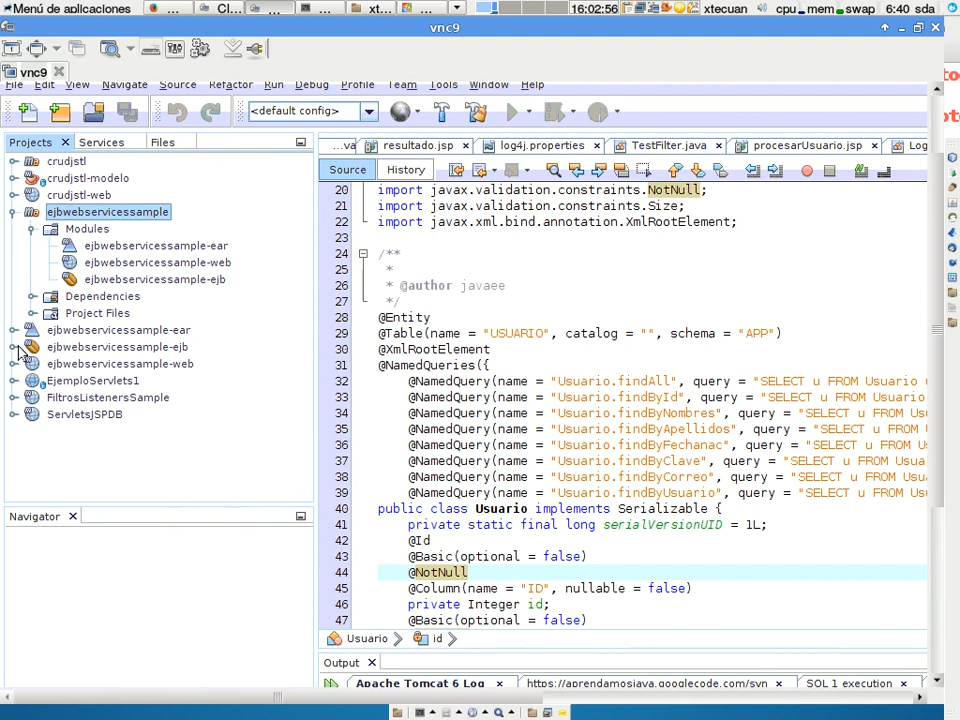 Menú de aplicaciones
...
Cl...
...
...
xt...
...
16:02:56
xtecuan
cpu
mem
swap
6:40
sda
vnc9
vnc9
File Edit View Navigate Source Refactor Run Debug Profile Team Tools Window Help
<default config>
Projects
Services
Files
crudjstl
crudjstl-modelo
crudjstl-web
ejbwebservicessample
Modules
ejbwebservicessample-ear
ejbwebservicessample-web
ejbwebservicessample-ejb
Dependencies
Project Files
ejbwebservicessample-ear
ejbwebservicessample-ejb
ejbwebservicessample-web
EjemploServlets1
FiltrosListenersSample
ServletsJSPDB
Navigator
...va
resultado.jsp
log4j.properties
TestFilter.java
procesarUsuario.jsp
Log
Source
History
20 import javax.validation.constraints.NotNull;
21 import javax.validation.constraints.Size;
22 import javax.xml.bind.annotation.XmlRootElement;
23
24 /**
25 *
26 * @author javaee
27 */
28 @Entity
29 @Table(name = "USUARIO", catalog = "", schema = "APP")
30 @XmlRootElement
31 @NamedQueries({
32 @NamedQuery(name = "Usuario.findAll", query = "SELECT u FROM Usuario u
33 @NamedQuery(name = "Usuario.findById", query = "SELECT u FROM Usuario
34 @NamedQuery(name = "Usuario.findByNombres", query = "SELECT u FROM Us
35 @NamedQuery(name = "Usuario.findByApellidos", query = "SELECT u FROM
36 @NamedQuery(name = "Usuario.findByFechanac", query = "SELECT u FROM U
37 @NamedQuery(name = "Usuario.findByClave", query = "SELECT u FROM Usua
38 @NamedQuery(name = "Usuario.findByCorreo", query = "SELECT u FROM Usu
39 @NamedQuery(name = "Usuario.findByUsuario", query = "SELECT u FROM Us
40 public class Usuario implements Serializable {
41 private static final long serialVersionUID = 1L;
42 @Id
43 @Basic(optional = false)
44 @NotNull
45 @Column(name = "ID", nullable = false)
46 private Integer id;
47 @Basic(optional = false)
Usuario
id
Output
Apache Tomcat 6 Log
https://aprendamosjava.googlecode.com/svn
SQL 1 execution